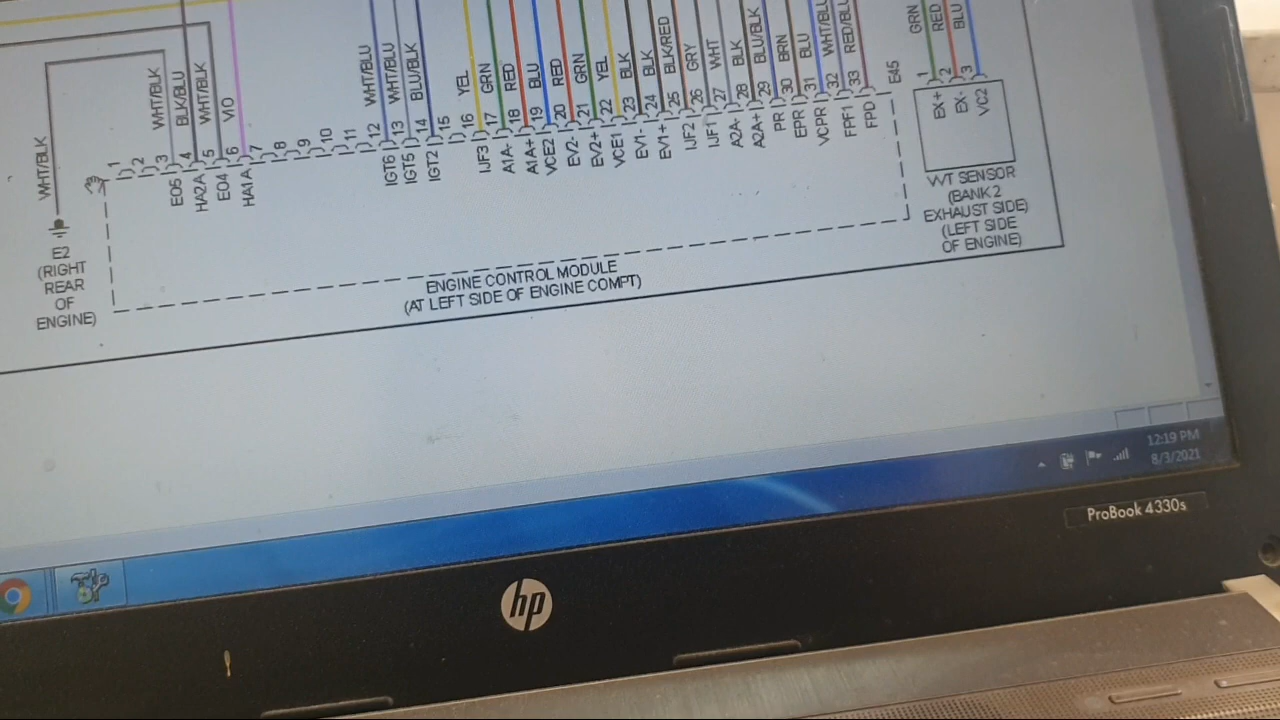 WHT/BLK
E2
(RIGHT
REAR
OF
ENGINE)
WHT/BLK
BLK/BLU
WHT/BLK
VIO
WHT/BLU
WHT/BLU
BLU/BLK
YEL
GRN
RED
BLU
RED
GRN
YEL
BLK
BLK
BLK/RED
GRY
WHT
BLK
BLU/BLK
BRN
BLU
WHT/BLU
RED/BLU
1
2
3
4
5
6
7
8
9
10
11
12
13
14
15
16
17
18
19
20
21
22
23
24
25
26
27
28
29
30
31
32
33
E45
EO5
HA2A
EO4
HA1A
IGT6
IGT5
IGT2
IJF3
A1A-
A1A+
VCE2
EV2-
EV2+
VCE1
EV1-
EV1+
IJF2
IJF1
A2A-
A2A+
PR
EPR
VCPR
FPF1
FPD
ENGINE CONTROL MODULE
(AT LEFT SIDE OF ENGINE COMPT)
GRN
RED
BLU
1
2
3
EX+
EX-
VC2
VVT SENSOR
(BANK 2
EXHAUST SIDE)
(LEFT SIDE
OF ENGINE)
12:19 PM
8/3/2021
ProBook 4330s
hp